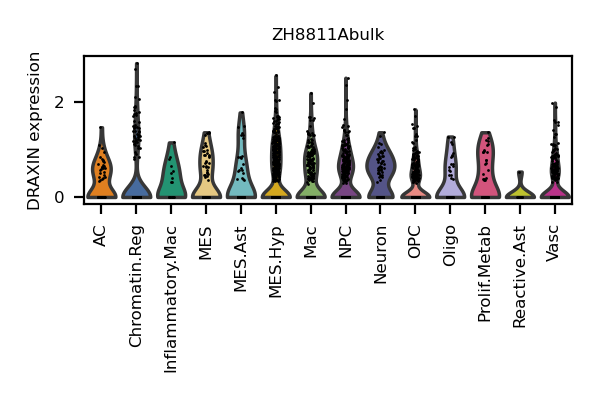 ZH8811Abulk
DRAXIN expression
2
0
AC
Chromatin.Reg
Inflammatory.Mac
MES
MES.Ast
MES.Hyp
Mac
NPC
Neuron
OPC
Oligo
Prolif.Metab
Reactive.Ast
Vasc